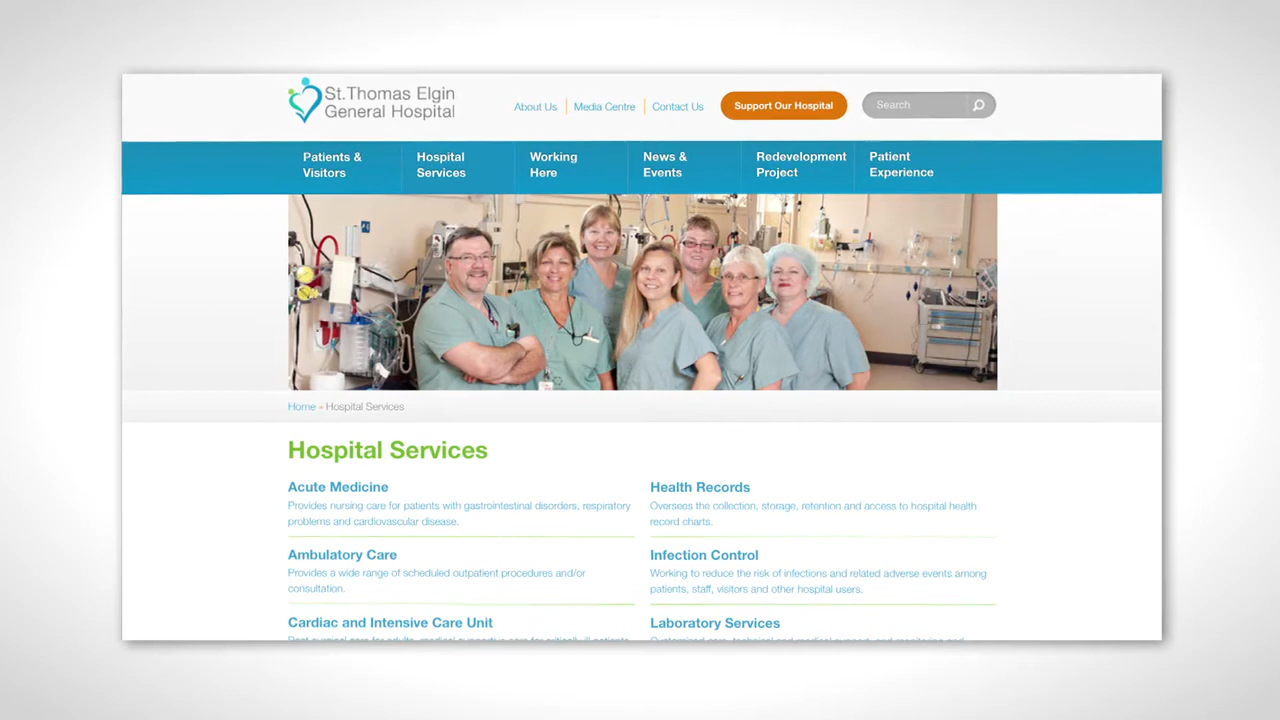 St.Thomas Elgin
General Hospital
About Us
Media Centre
Contact Us
Support Our Hospital
Search
Patients &
Visitors
Hospital
Services
Working
Here
News &
Events
Redevelopment
Project
Patient
Experience
Home » Hospital Services
Hospital Services
Acute Medicine
Provides nursing care for patients with gastrointestinal disorders, respiratory
problems and cardiovascular disease.
Ambulatory Care
Provides a wide range of scheduled outpatient procedures and/or
consultation.
Cardiac and Intensive Care Unit
Health Records
Oversees the collection, storage, retention and access to hospital health
record charts.
Infection Control
Working to reduce the risk of infections and related adverse events among
patients, staff, visitors and other hospital users.
Laboratory Services